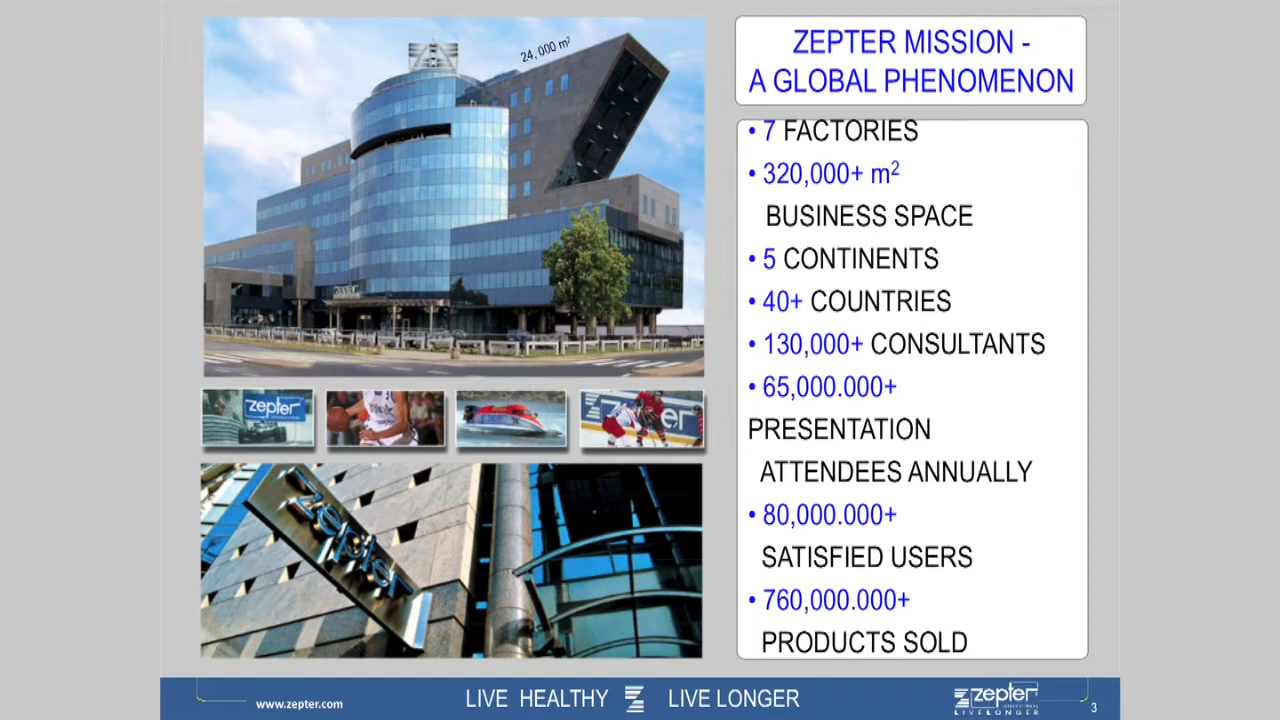 24, 000 m²
zepter
zepter
zepter
ZEPTER MISSION -
A GLOBAL PHENOMENON
• 7 FACTORIES
• 320,000+ m²
BUSINESS SPACE
• 5 CONTINENTS
• 40+ COUNTRIES
• 130,000+ CONSULTANTS
• 65,000.000+
PRESENTATION
ATTENDEES ANNUALLY
• 80,000.000+
SATISFIED USERS
• 760,000.000+
PRODUCTS SOLD
www.zepter.com
LIVE HEALTHY
LIVE LONGER
zepter
INTERNATIONAL
LIVE LONGER
3